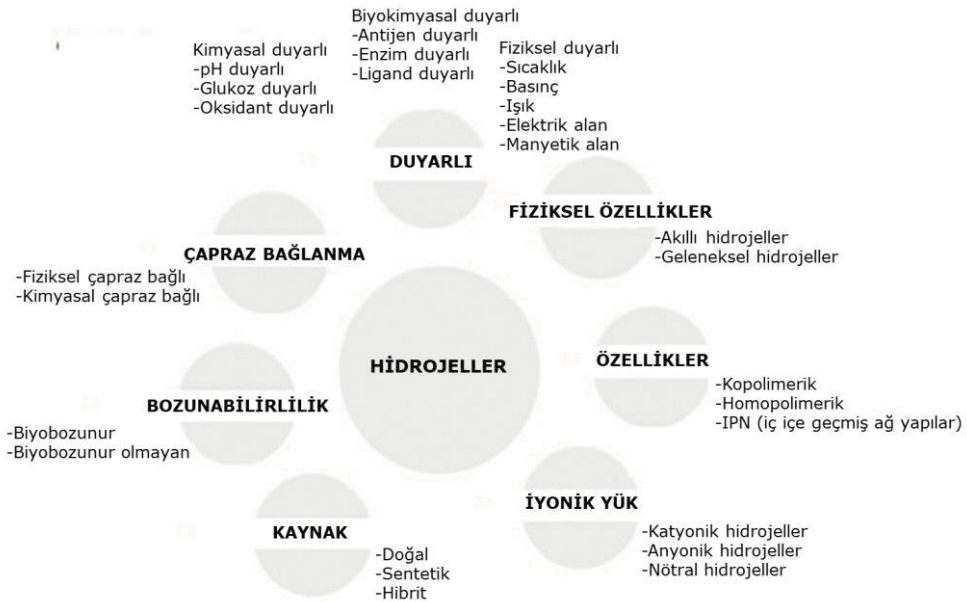 Kimyasal duyarlı
-pH duyarlı
-Glukoz duyarlı
-Oksidant duyarlı
Biyokimyasal duyarlı
-Antijen duyarlı
-Enzim duyarlı
-Ligand duyarlı
Fiziksel duyarlı
-Sıcaklık
-Basınç
-Işık
-Elektrik alan
-Manyetik alan
DUYARLI
FİZİKSEL ÖZELLİKLER
-Akıllı hidrojeller
-Geleneksel hidrojeller
ÇAPRAZ BAĞLANMA
-Fiziksel çapraz bağlı
-Kimyasal çapraz bağlı
HİDROJELLER
ÖZELLİKLER
-Kopolimerik
-Homopolimerik
-IPN (iç içe geçmiş ağ yapılar)
BOZUNABİLİRLİLİK
-Biyobozunur
-Biyobozunur olmayan
İYONİK YÜK
-Katyonik hidrojeller
-Anyonik hidrojeller
-Nötral hidrojeller
KAYNAK
-Doğal
-Sentetik
-Hibrit